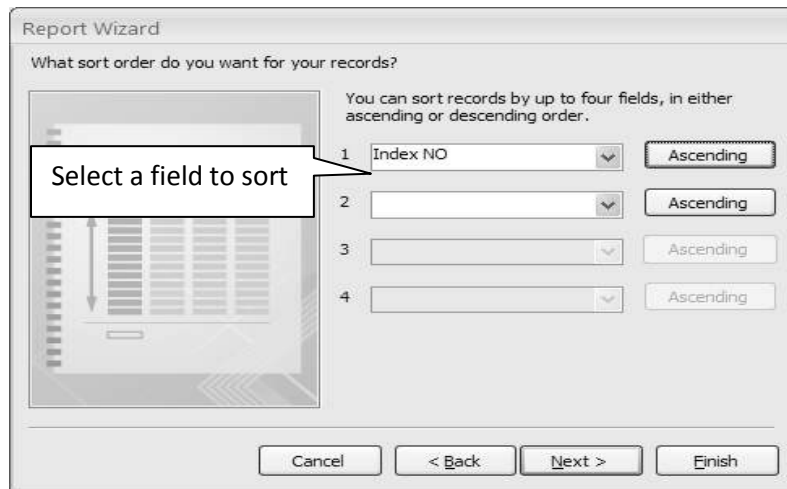 Report Wizard
What sort order do you want for your records?
You can sort records by up to four fields, in either
ascending or descending order.
Select a field to sort
1 Index NO Ascending
2 Ascending
3 Ascending
4 Ascending
Cancel < Back Next > Finish